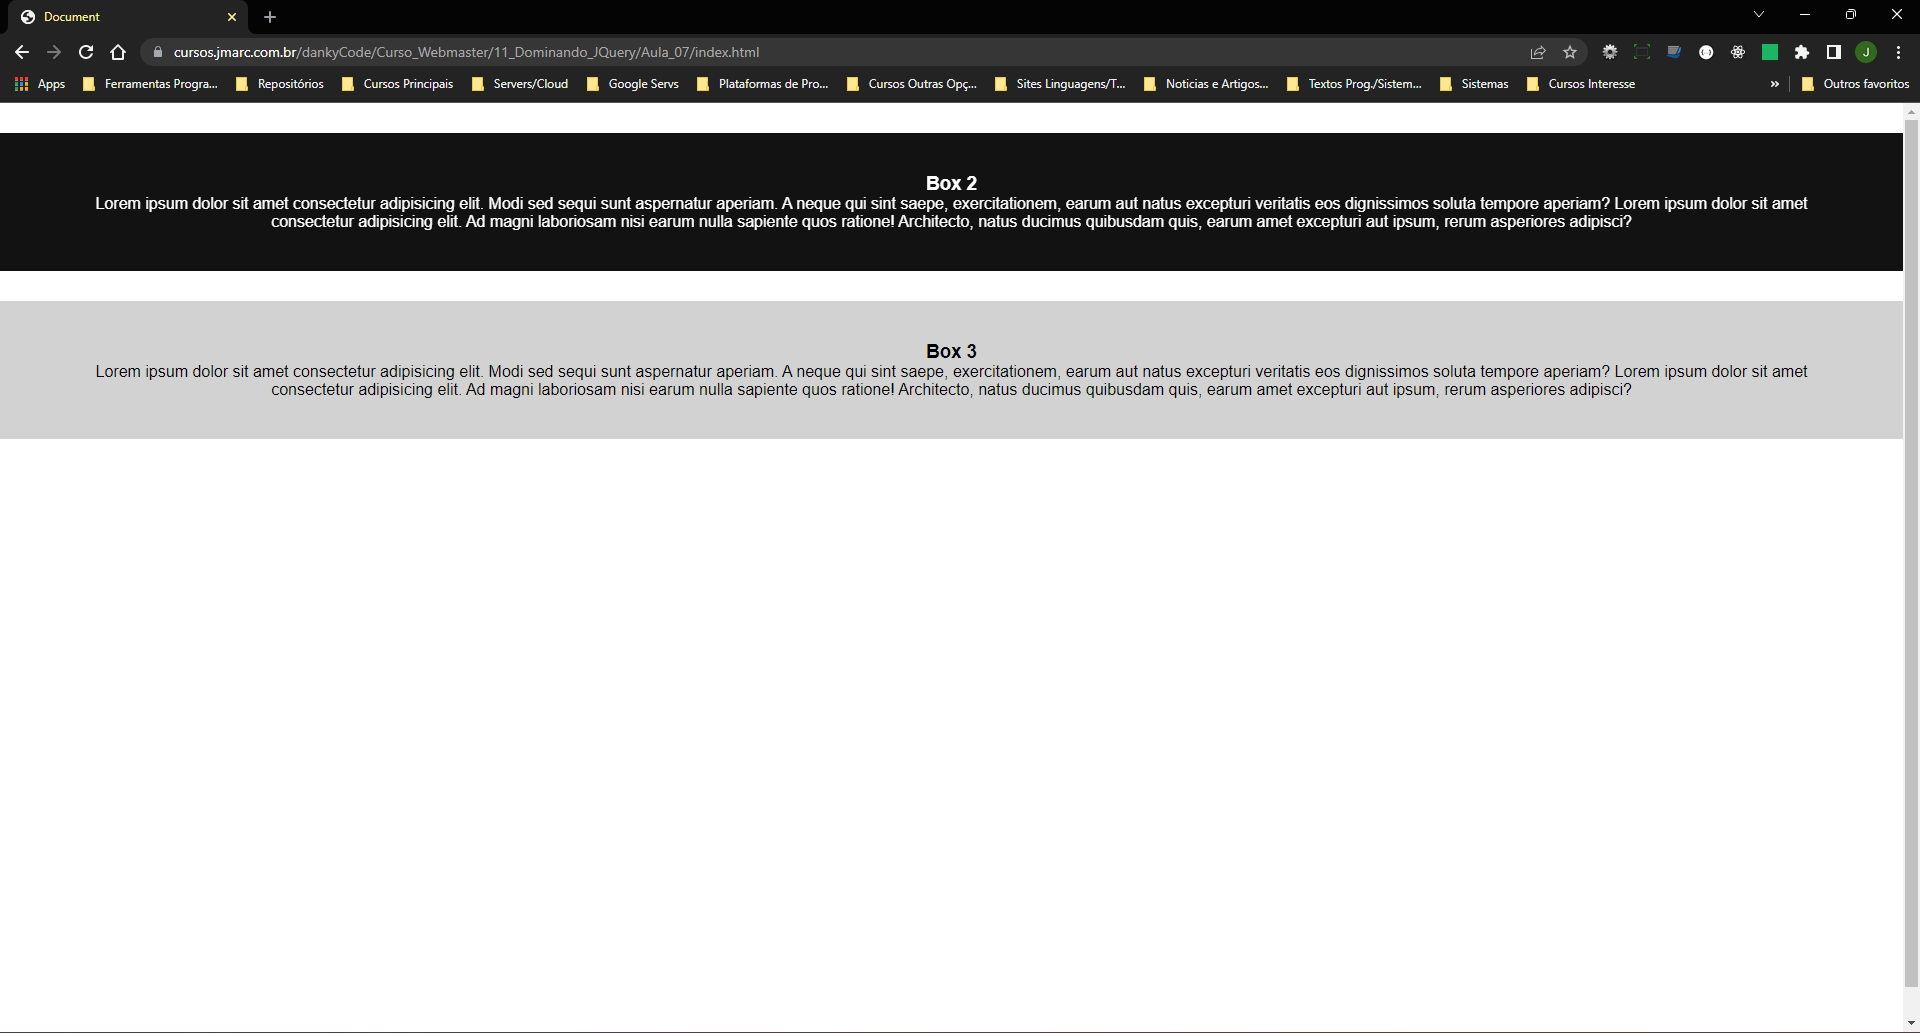 Document
cursos.jmarc.com.br/dankyCode/Curso_Webmaster/11_Dominando_JQuery/Aula_07/index.html
J
Apps Ferramentas Progra... Repositórios Cursos Principais Servers/Cloud Google Servs Plataformas de Pro... Cursos Outras Opç... Sites Linguagens/T... Noticias e Artigos... Textos Prog./Sistem... Sistemas Cursos Interesse » Outros favoritos
Box 2
Lorem ipsum dolor sit amet consectetur adipisicing elit. Modi sed sequi sunt aspernatur aperiam. A neque qui sint saepe, exercitationem, earum aut natus excepturi veritatis eos dignissimos soluta tempore aperiam? Lorem ipsum dolor sit amet
consectetur adipisicing elit. Ad magni laboriosam nisi earum nulla sapiente quos ratione! Architecto, natus ducimus quibusdam quis, earum amet excepturi aut ipsum, rerum asperiores adipisci?
Box 3
Lorem ipsum dolor sit amet consectetur adipisicing elit. Modi sed sequi sunt aspernatur aperiam. A neque qui sint saepe, exercitationem, earum aut natus excepturi veritatis eos dignissimos soluta tempore aperiam? Lorem ipsum dolor sit amet
consectetur adipisicing elit. Ad magni laboriosam nisi earum nulla sapiente quos ratione! Architecto, natus ducimus quibusdam quis, earum amet excepturi aut ipsum, rerum asperiores adipisci?